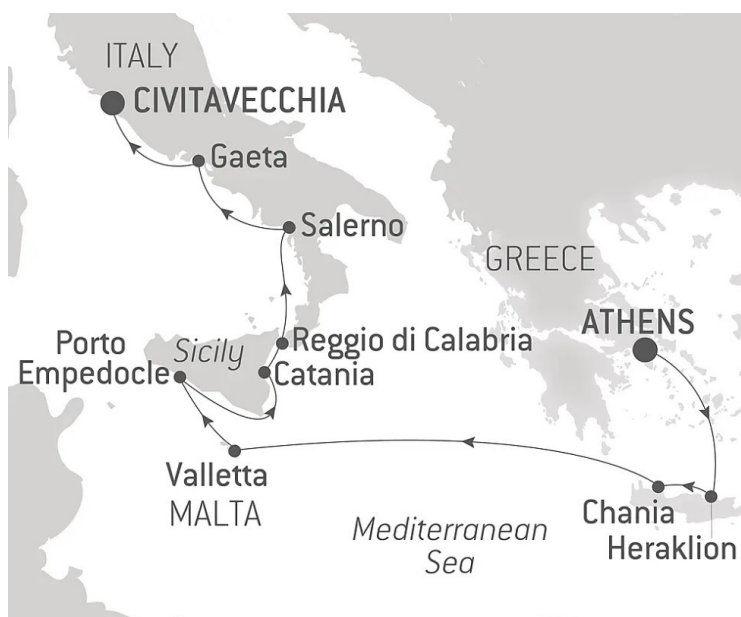 ITALY
CIVITAVECCHIA
Gaeta
Salerno
GREECE
ATHENS
Reggio di Calabria
Sicily
Porto
Empedocle
Catania
Valletta
MALTA
Chania
Heraklion
Mediterranean
Sea